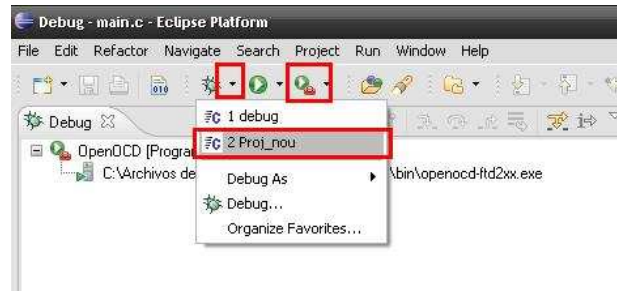 Debug - main.c - Eclipse Platform
File Edit Refactor Navigate Search Project Run Window Help
010
Debug
1 debug
2 Proj_nou
OpenOCD [Progra
C:\Archivos de \bin\openocd-ftd2xx.exe
Debug As
Debug...
Organize Favorites...